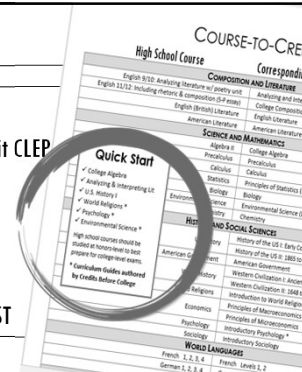 COURSE-TO-CRE
High School Course
Correspondi
COMPOSITION AND LITERATURE
English 9/10: Analyzing literature w/ poetry unit
Analyzing and Inte
English 11/12: Including rhetoric & composition (5-P essay)
College Compositio
English (British) Literature
English Literature
American Literature
American Literature
SCIENCE AND MATHEMATICS
Algebra II
College Algebra
Precalculus
Precalculus
Calculus
Calculus
Statistics
Principles of Statistics
Biology
Biology
Environmental Science
Environmental Science (
Chemistry
Chemistry
HISTORY AND SOCIAL SCIENCES
History of the US I: Early Co
History of the US II: 1865 to
American Government
American Government
Western Civilization I: Ancien
Western Civilization II: 1648 t
Religions
Introduction to World Religio
Economics
Principles of Macroeconomics
Principles of Microeconomics
Psychology
Introductory Psychology *
Sociology
Introductory Sociology
WORLD LANGUAGES
French 1, 2, 3, 4
French Levels 1, 2
German 1, 2, 3, 4
it CLEP
Quick Start
✓ College Algebra
✓ Analyzing & Interpreting Lit
✓ U.S. History I
✓ World Religions *
✓ Psychology *
✓ Environmental Science *
High school courses should be
studied at honors-level to best
prepare for college-level exams.
* Curriculum Guides authored
by Credits Before College
ST